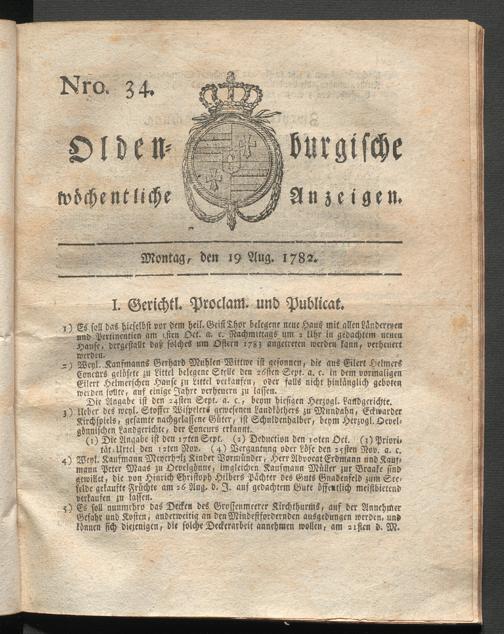 Nro. 34.
Olden- burgische
wöchentliche Anzeigen.
Montag, den 19 Aug. 1782.
I. Gerichtl. Proclam. und Publicat.
1) Es soll das hieselbst vor dem heil. Geist Thor belegene neue Haus mit allen Ländereyen
und Pertinentien am 1sten Oct. a. c. Nachmittags um 2 Uhr in gedachtem neuen
Hause, dergestalt daß solches um Ostern 1783 angetreten werden kann, verheuert
werden.
2) Weyl. Kaufmanns Gerhard Muhlen Wittwe ist gesonnen, die aus Eilert Helmers
Concurs gelösete zu Littel belegene Stelle den 26sten Sept. a. c. in dem vormaligen
Eilert Helmerschen Hause zu Littel verkaufen, oder falls nicht hinlänglich geboten
werden sollte, auf einige Jahre verheuren zu lassen.
Die Angabe ist den 24sten Sept. a. c., beym hiesigen Herzogl. Landgerichte.
3) Ueber des weyl. Stoffer Wispelers gewesenen Landköthers zu Mundahn, Eckwarder
Kirchspiels, gesamte nachgelassene Güter, ist Schuldenhalber, beym Herzogl. Ovel-
gönnischen Landgerichte, der Concurs erkannt.
(1) Die Angabe ist den 17ten Sept. (2) Deduction den 10ten Oct. (3) Priori-
tät-Urtel den 12ten Nov. (4) Vergantung oder Löse den 25sten Nov. a. c.
4) Weyl. Kaufmann Meyerholz Kinder Vormünder, Herr Advocat Erdmann und Kauf-
mann Peter Maas zu Ovelgönne, imgleichen Kaufmann Müller zur Braake sind
gewillet, die von Hinrich Christoph Hilbers Pächter des Guts Gnadenfeld zum See-
felde gekaufte Früchte am 26 Aug. d. J. auf gedachtem Gute öffentlich meistbietend
verkaufen zu lassen.
5) Es soll nunmehro das Decken des Grossenmeerer Kirchthurms, auf der Annehmer
Gefahr und Kosten, anderweitig an den Mindestfordernden ausgedungen werden, und
können sich diejenigen, die solche Deckerarbeit annehmen wollen, am 21sten d. M.